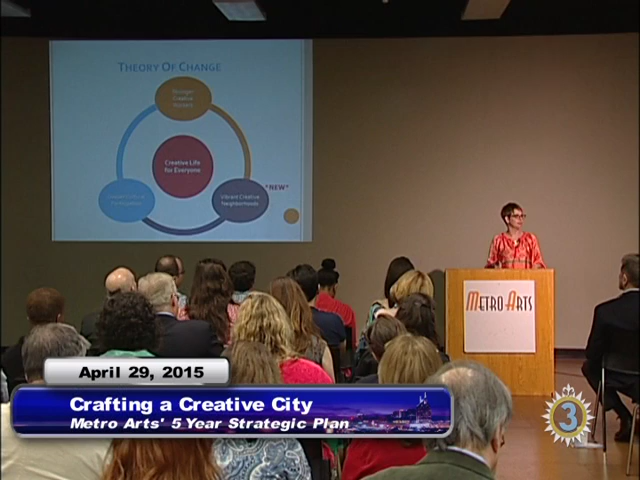 THEORY OF CHANGE
Creative Life
for Everyone
*NEW*
Vibrant Creative
Neighborhoods
METRO ARTS
April 29, 2015
Crafting a Creative City
Metro Arts' 5 Year Strategic Plan
3